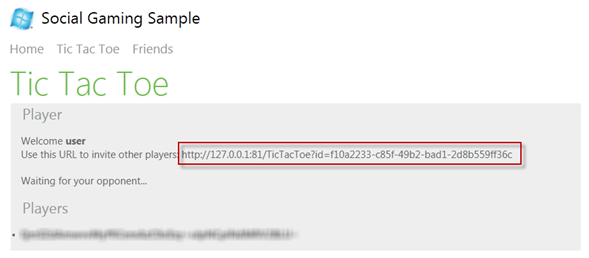 Social Gaming Sample
Home Tic Tac Toe Friends
Tic Tac Toe
Player
Welcome user
Use this URL to invite other players: http://127.0.0.1:81/TicTacToe?id=f10a2233-c85f-49b2-bad1-2d8b559ff36c
Waiting for your opponent...
Players